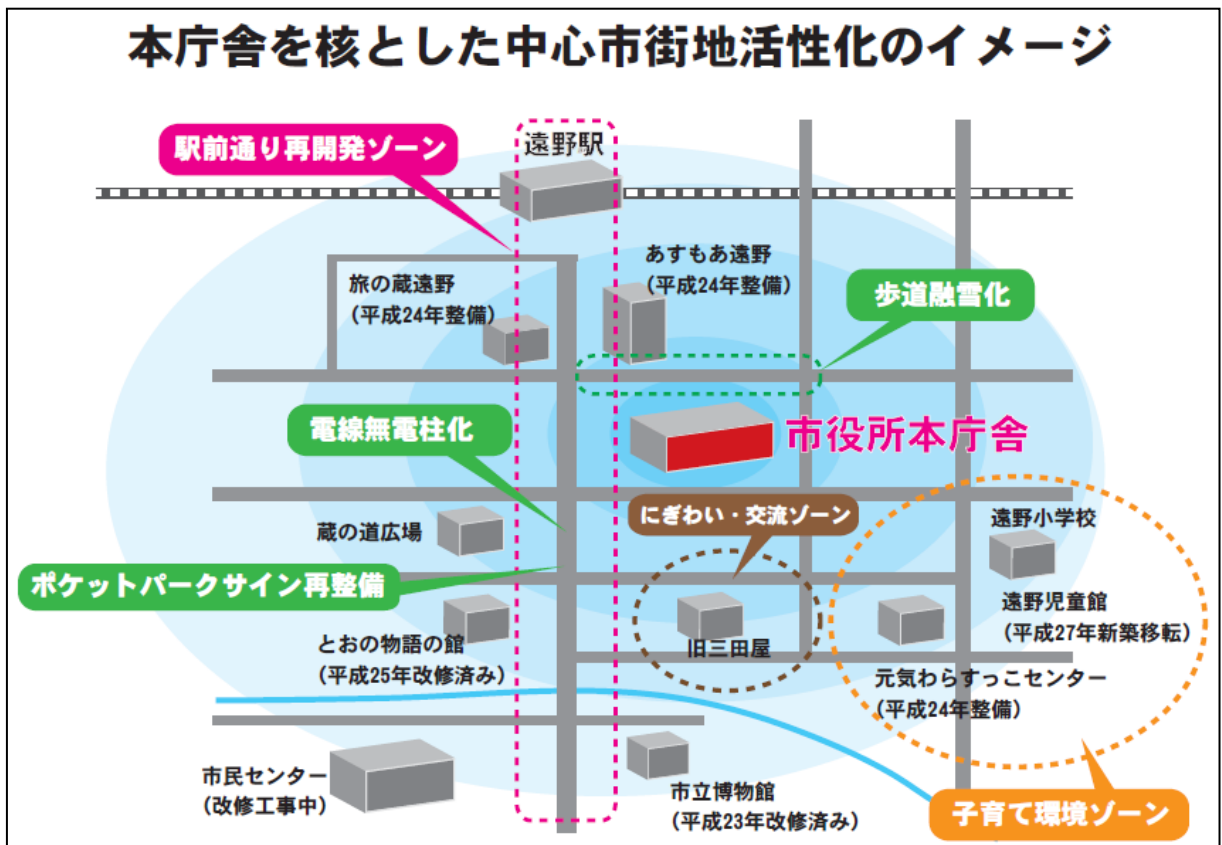 本庁舎を核とした中心市街地活性化のイメージ
駅前通り再開発ゾーン
遠野駅
あすもあ遠野
(平成24年整備)
旅の蔵遠野
(平成24年整備)
歩道融雪化
電線無電柱化
市役所本庁舎
にぎわい・交流ゾーン
蔵の道広場
遠野小学校
ポケットパークサイン再整備
遠野児童館
(平成27年新築移転)
とおの物語の館
(平成25年改修済み)
旧三田屋
元気わらすっこセンター
(平成24年整備)
市民センター
(改修工事中)
市立博物館
(平成23年改修済み)
子育て環境ゾーン